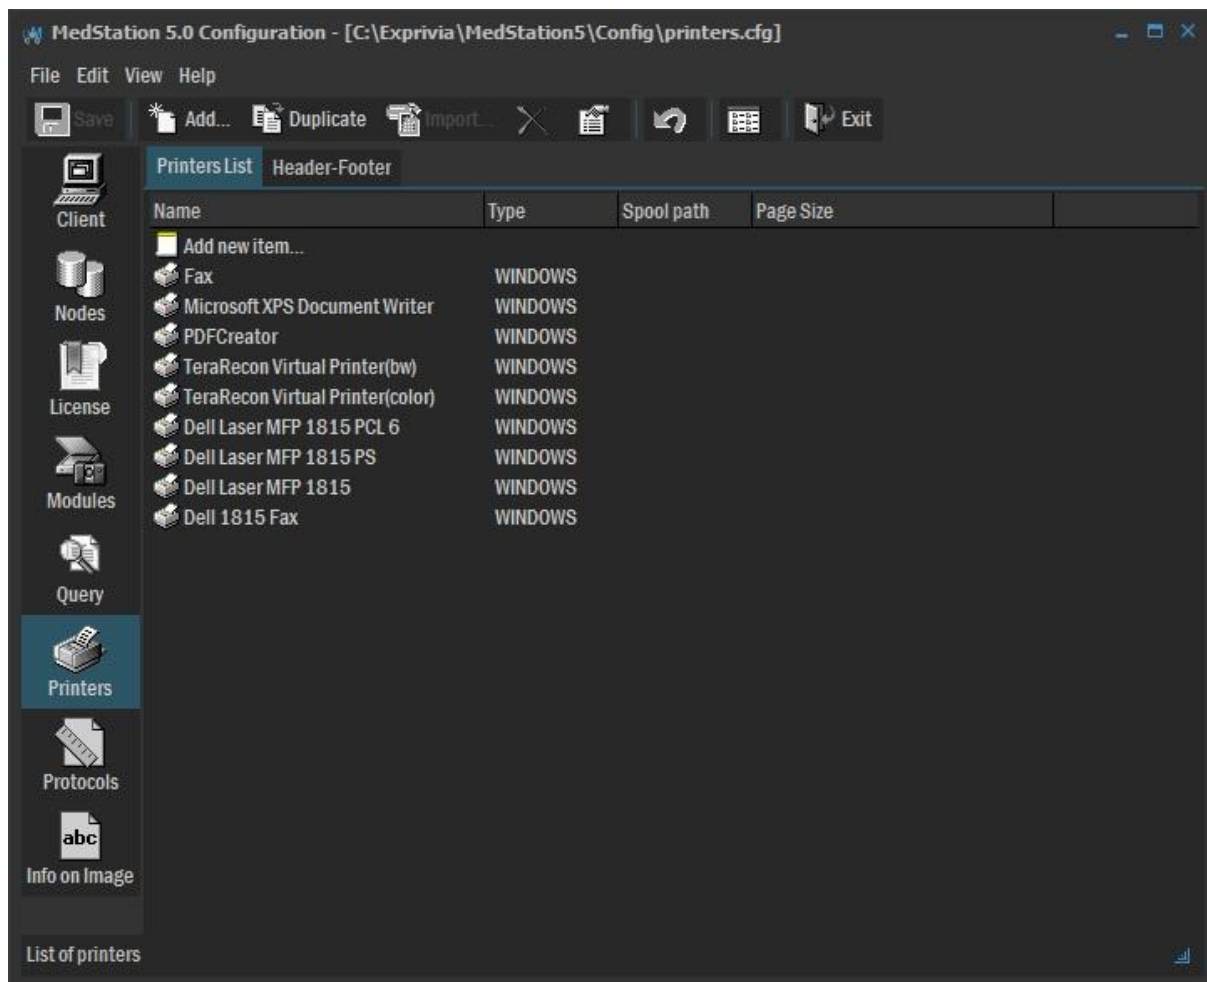 MedStation 5.0 Configuration - [C:\Exprivia\MedStation5\Config\printers.cfg]
File Edit View Help
Save Add... Duplicate Import... Exit
Client
Nodes
License
Modules
Query
Printers
Protocols
abc
Info on Image
Printers List Header-Footer
Name Type Spool path Page Size
Add new item...
Fax WINDOWS
Microsoft XPS Document Writer WINDOWS
PDFCreator WINDOWS
TeraRecon Virtual Printer(bw) WINDOWS
TeraRecon Virtual Printer(color) WINDOWS
Dell Laser MFP 1815 PCL 6 WINDOWS
Dell Laser MFP 1815 PS WINDOWS
Dell Laser MFP 1815 WINDOWS
Dell 1815 Fax WINDOWS
List of printers